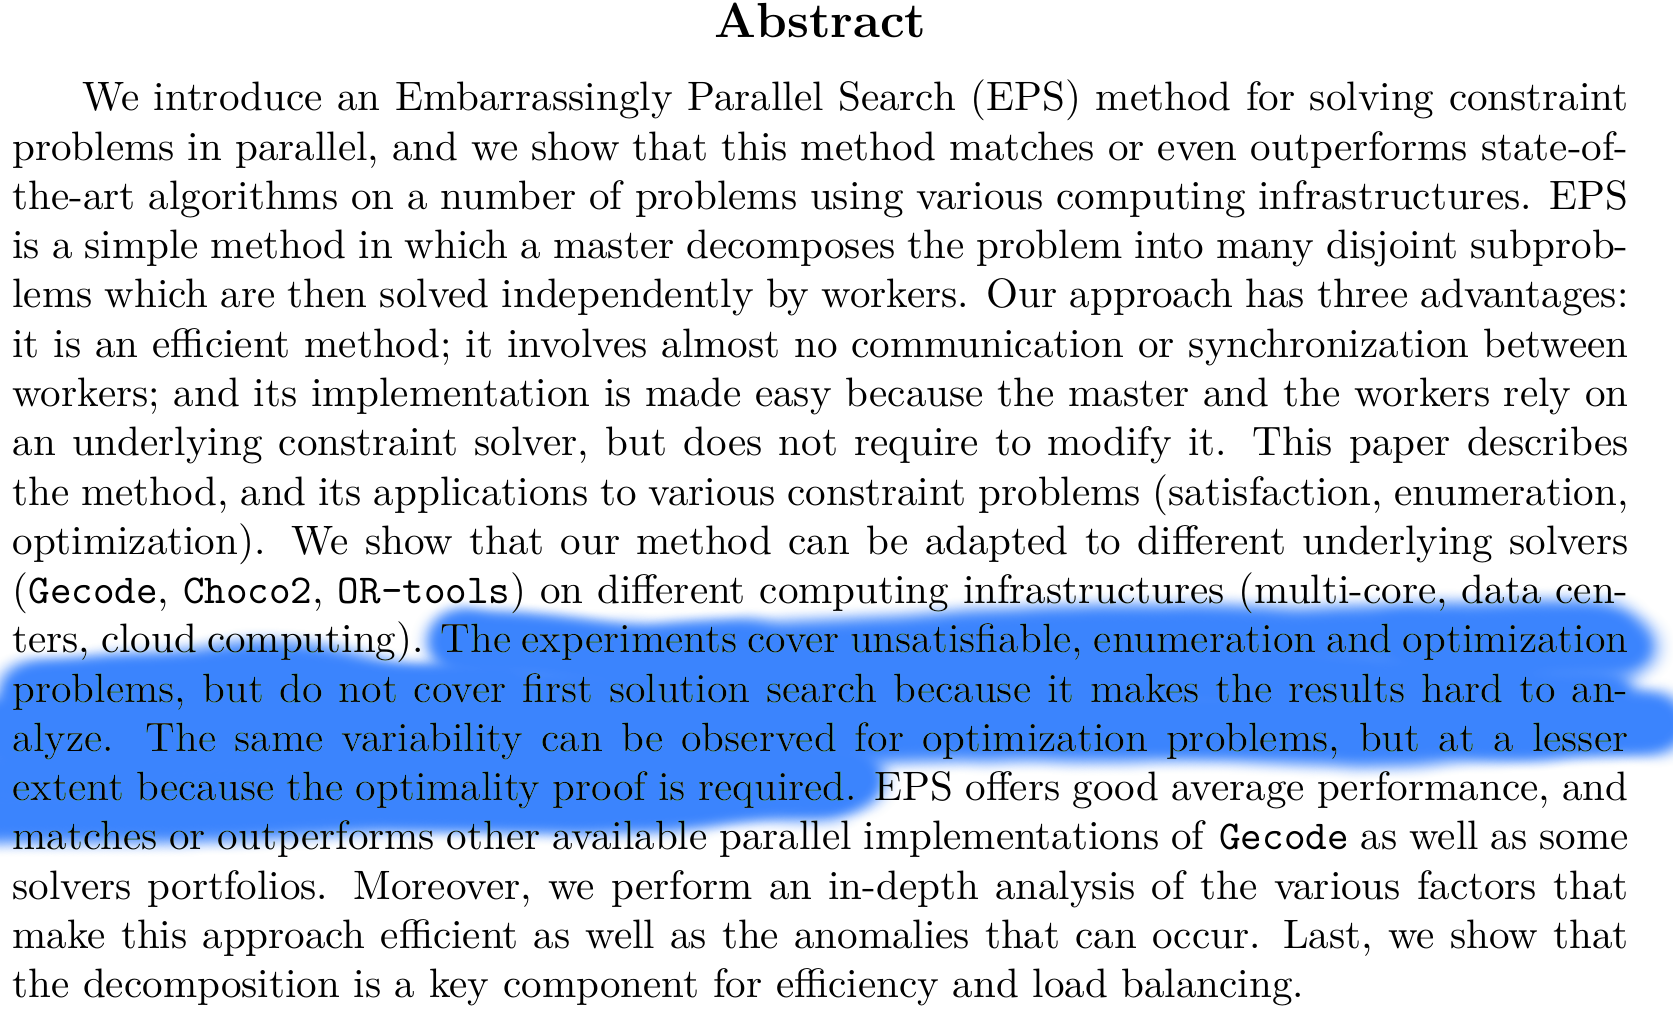 Abstract
We introduce an Embarrassingly Parallel Search (EPS) method for solving constraint
problems in parallel, and we show that this method matches or even outperforms state-of-
the-art algorithms on a number of problems using various computing infrastructures. EPS
is a simple method in which a master decomposes the problem into many disjoint subprob-
lems which are then solved independently by workers. Our approach has three advantages:
it is an efficient method; it involves almost no communication or synchronization between
workers; and its implementation is made easy because the master and the workers rely on
an underlying constraint solver, but does not require to modify it. This paper describes
the method, and its applications to various constraint problems (satisfaction, enumeration,
optimization). We show that our method can be adapted to different underlying solvers
(Gecode, Choco2, OR-tools) on different computing infrastructures (multi-core, data cen-
ters, cloud computing). The experiments cover unsatisfiable, enumeration and optimization
problems, but do not cover first solution search because it makes the results hard to an-
alyze. The same variability can be observed for optimization problems, but at a lesser
extent because the optimality proof is required. EPS offers good average performance, and
matches or outperforms other available parallel implementations of Gecode as well as some
solvers portfolios. Moreover, we perform an in-depth analysis of the various factors that
make this approach efficient as well as the anomalies that can occur. Last, we show that
the decomposition is a key component for efficiency and load balancing.